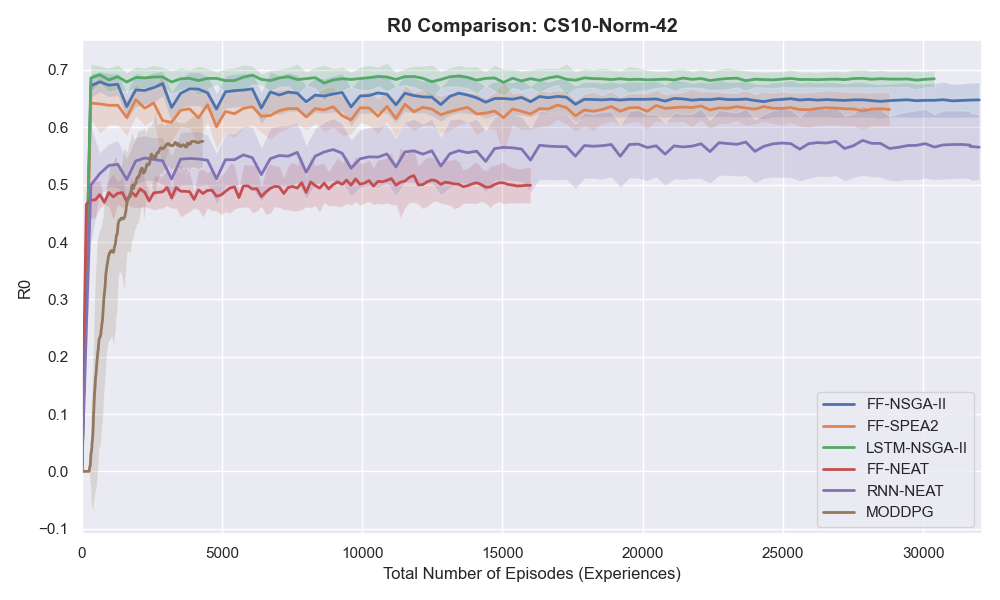 R0 Comparison: CS10-Norm-42
R0
0.7
0.6
0.5
0.4
0.3
0.2
0.1
0.0
−0.1
0
5000
10000
15000
20000
25000
30000
Total Number of Episodes (Experiences)
FF-NSGA-II
FF-SPEA2
LSTM-NSGA-II
FF-NEAT
RNN-NEAT
MODDPG